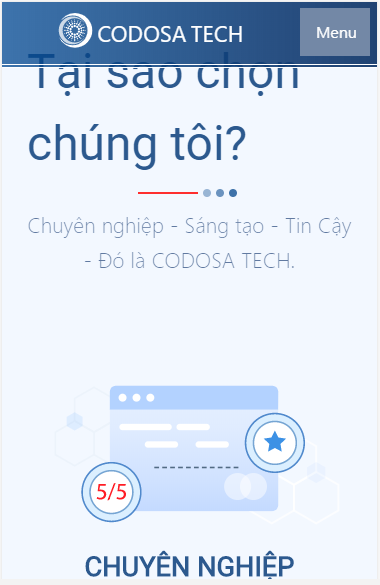 CODOSA TECH
Menu
Tại sao chọn
chúng tôi?
Chuyên nghiệp - Sáng tạo - Tin Cậy
- Đó là CODOSA TECH.
5/5
CHUYÊN NGHIỆP